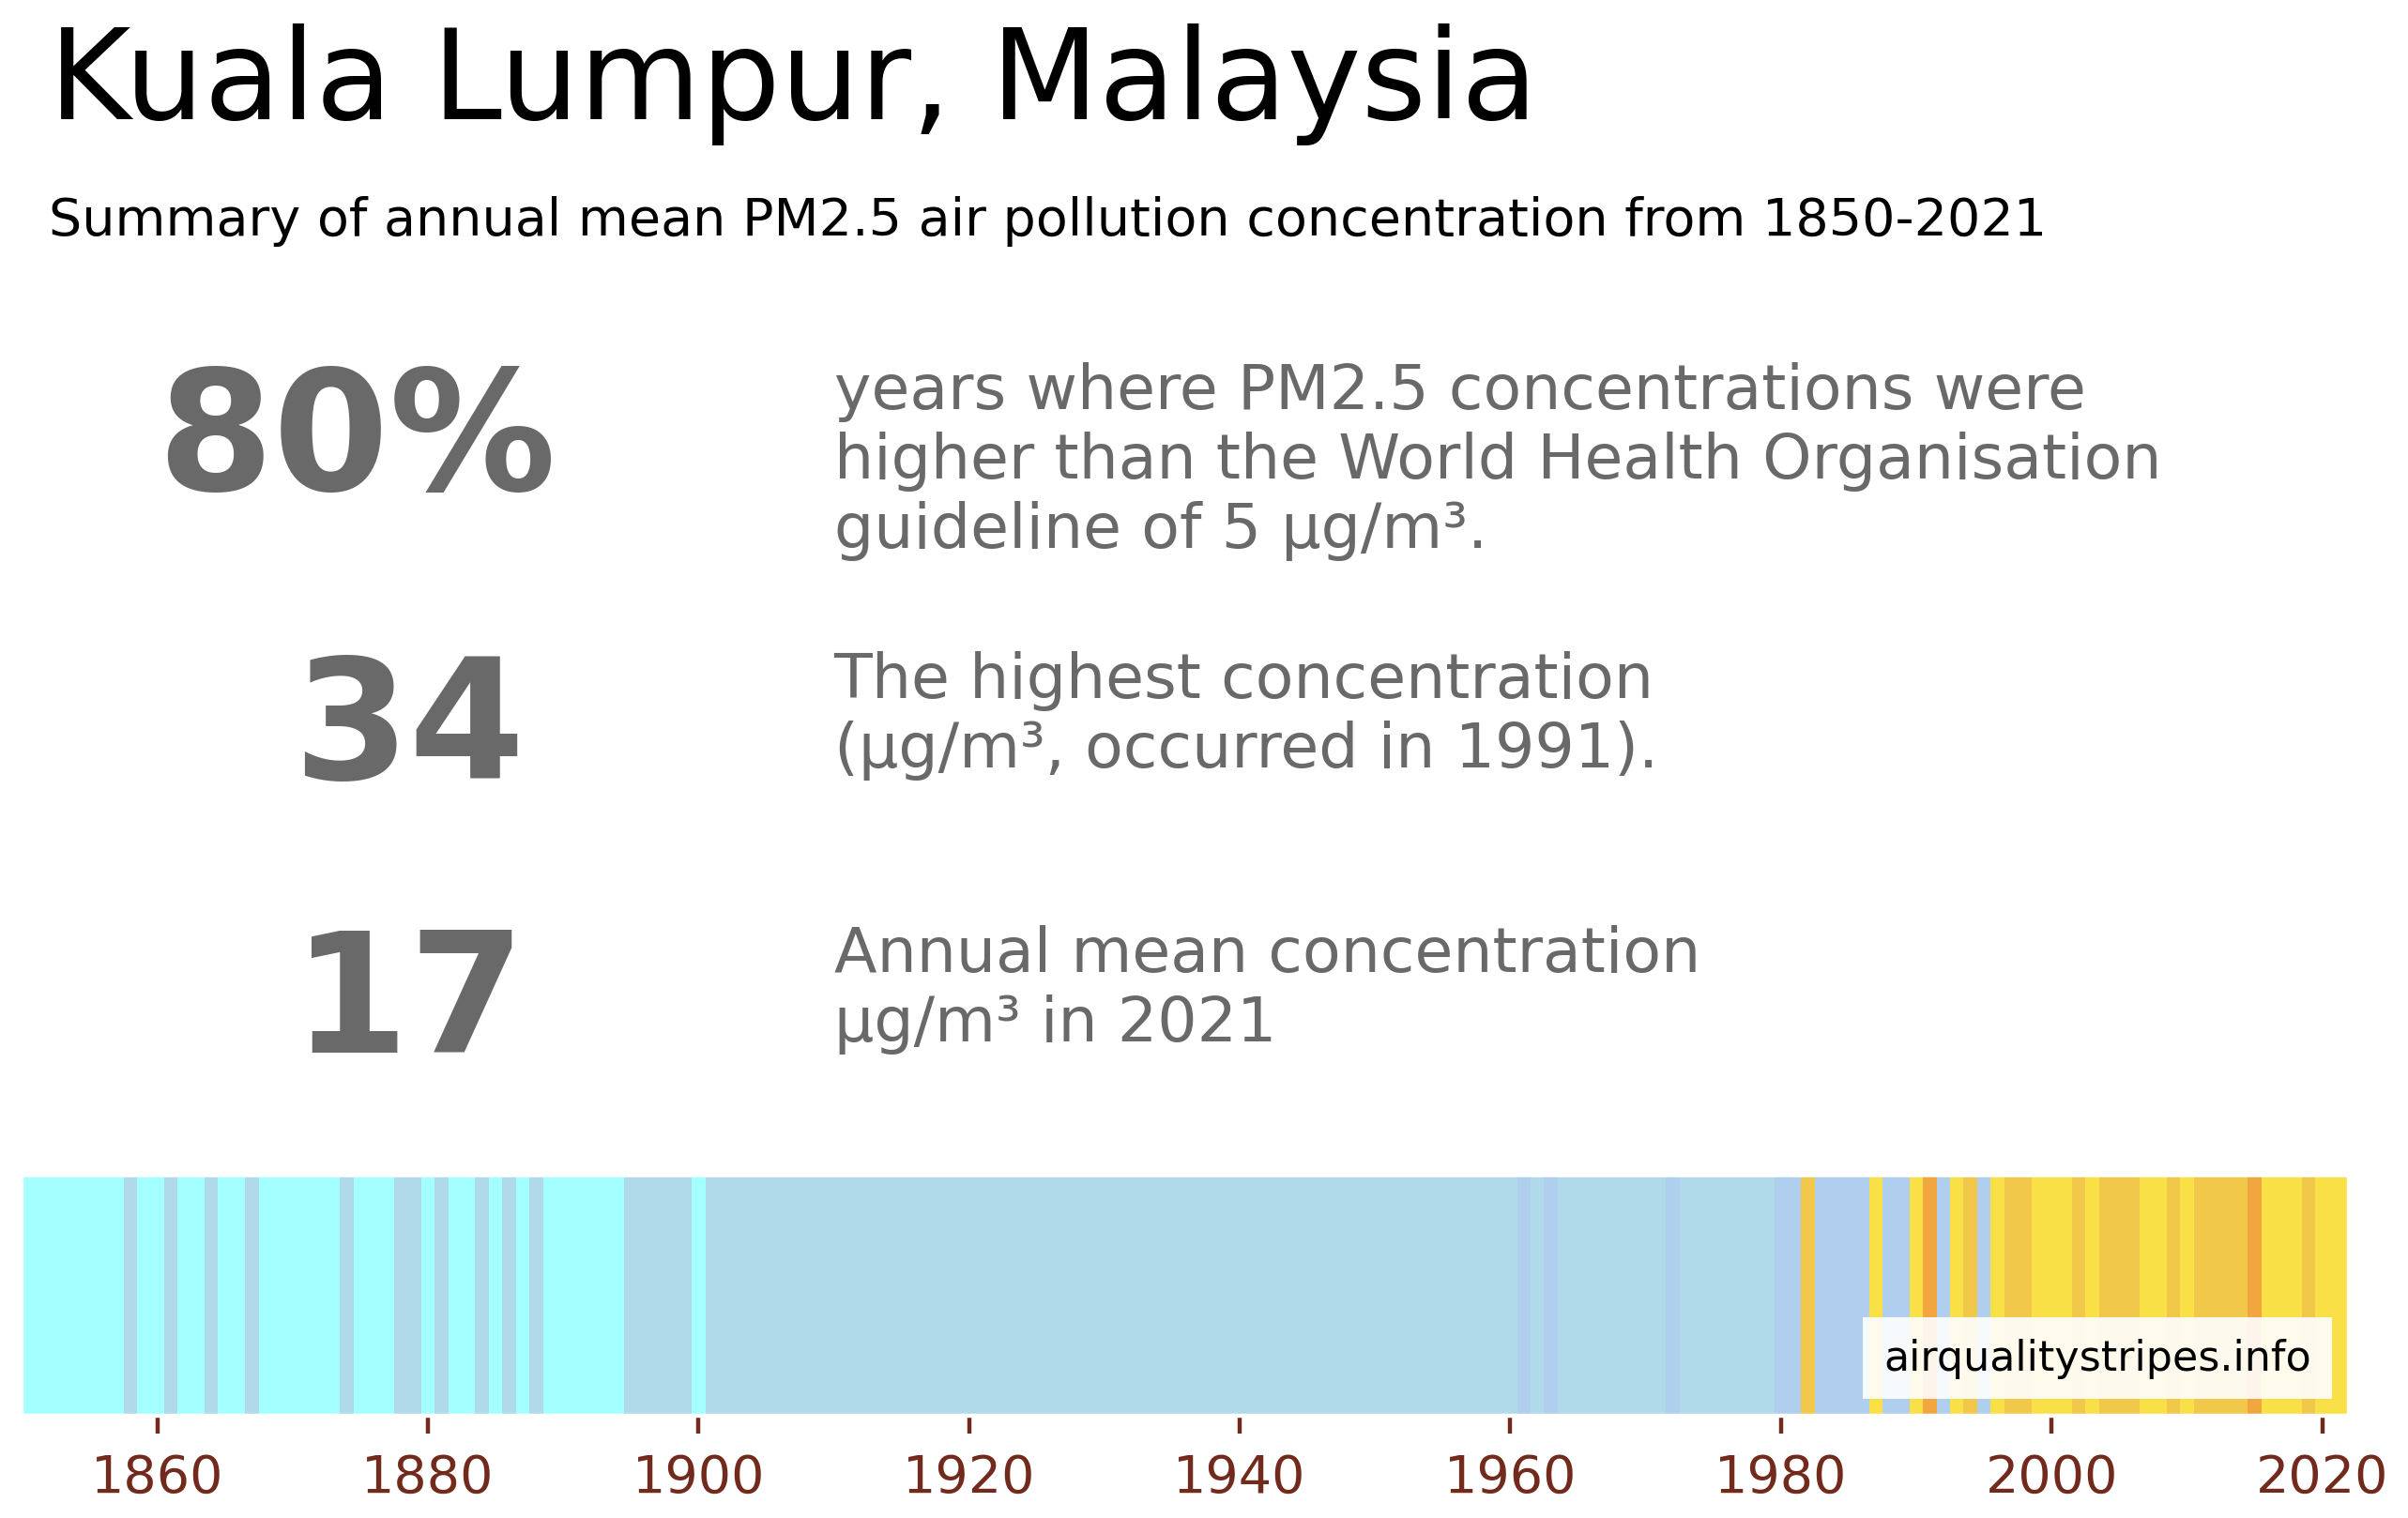 Kuala Lumpur, Malaysia
Summary of annual mean PM2.5 air pollution concentration from 1850-2021
80%
years where PM2.5 concentrations were
higher than the World Health Organisation
guideline of 5 µg/m³.
34
The highest concentration
(µg/m³, occurred in 1991).
17
Annual mean concentration
µg/m³ in 2021
airqualitystripes.info
1860 1880 1900 1920 1940 1960 1980 2000 2020